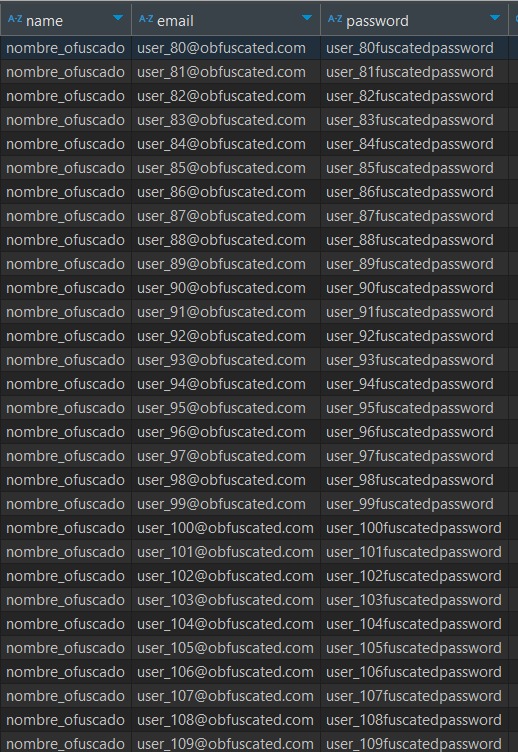 A-Z name A-Z email A-Z password
nombre_ofuscado user_80@obfuscated.com user_80fuscatedpassword
nombre_ofuscado user_81@obfuscated.com user_81fuscatedpassword
nombre_ofuscado user_82@obfuscated.com user_82fuscatedpassword
nombre_ofuscado user_83@obfuscated.com user_83fuscatedpassword
nombre_ofuscado user_84@obfuscated.com user_84fuscatedpassword
nombre_ofuscado user_85@obfuscated.com user_85fuscatedpassword
nombre_ofuscado user_86@obfuscated.com user_86fuscatedpassword
nombre_ofuscado user_87@obfuscated.com user_87fuscatedpassword
nombre_ofuscado user_88@obfuscated.com user_88fuscatedpassword
nombre_ofuscado user_89@obfuscated.com user_89fuscatedpassword
nombre_ofuscado user_90@obfuscated.com user_90fuscatedpassword
nombre_ofuscado user_91@obfuscated.com user_91fuscatedpassword
nombre_ofuscado user_92@obfuscated.com user_92fuscatedpassword
nombre_ofuscado user_93@obfuscated.com user_93fuscatedpassword
nombre_ofuscado user_94@obfuscated.com user_94fuscatedpassword
nombre_ofuscado user_95@obfuscated.com user_95fuscatedpassword
nombre_ofuscado user_96@obfuscated.com user_96fuscatedpassword
nombre_ofuscado user_97@obfuscated.com user_97fuscatedpassword
nombre_ofuscado user_98@obfuscated.com user_98fuscatedpassword
nombre_ofuscado user_99@obfuscated.com user_99fuscatedpassword
nombre_ofuscado user_100@obfuscated.com user_100fuscatedpassword
nombre_ofuscado user_101@obfuscated.com user_101fuscatedpassword
nombre_ofuscado user_102@obfuscated.com user_102fuscatedpassword
nombre_ofuscado user_103@obfuscated.com user_103fuscatedpassword
nombre_ofuscado user_104@obfuscated.com user_104fuscatedpassword
nombre_ofuscado user_105@obfuscated.com user_105fuscatedpassword
nombre_ofuscado user_106@obfuscated.com user_106fuscatedpassword
nombre_ofuscado user_107@obfuscated.com user_107fuscatedpassword
nombre_ofuscado user_108@obfuscated.com user_108fuscatedpassword
nombre_ofuscado user_109@obfuscated.com user_109fuscatedpassword